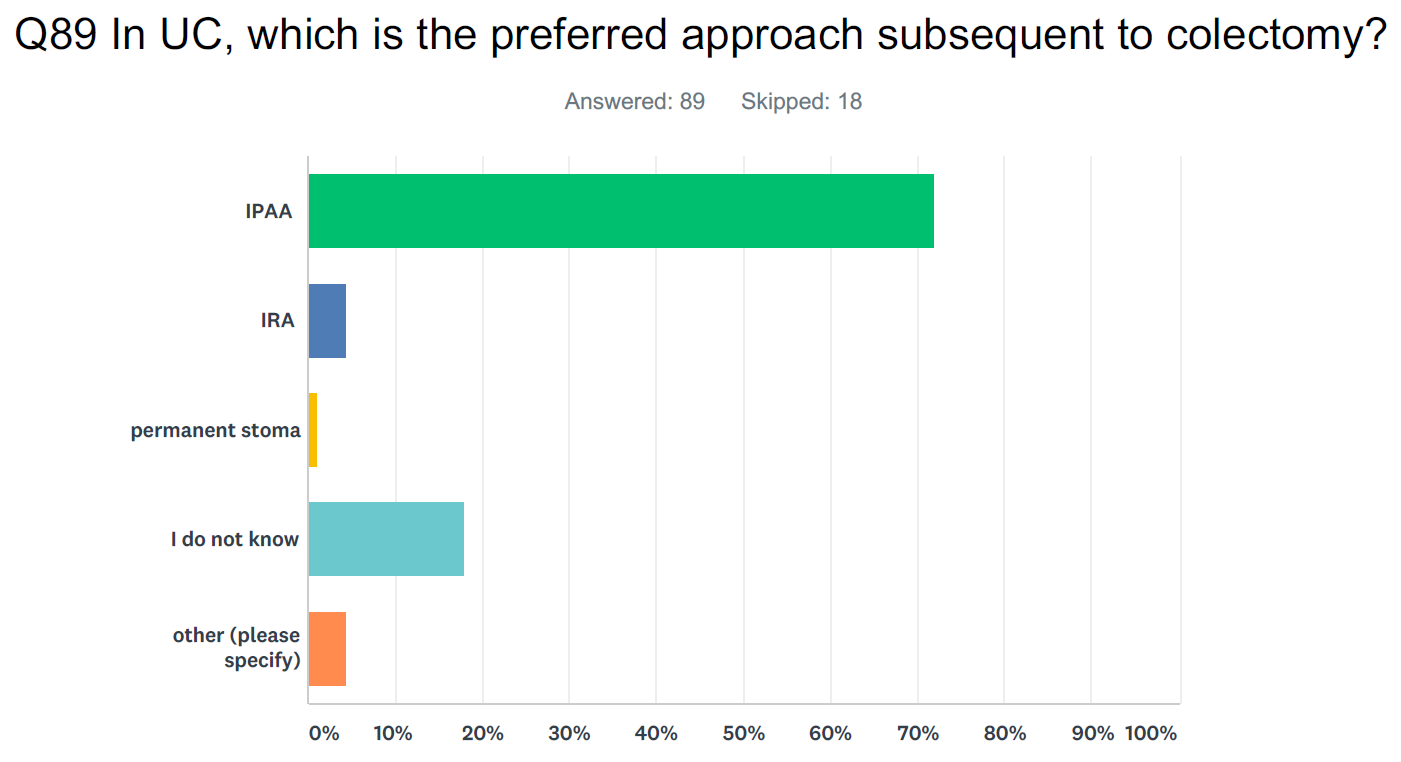 Q89 In UC, which is the preferred approach subsequent to colectomy?
Answered: 89 Skipped: 18
IPAA
IRA
permanent stoma
I do not know
other (please
specify)
0% 10% 20% 30% 40% 50% 60% 70% 80% 90% 100%